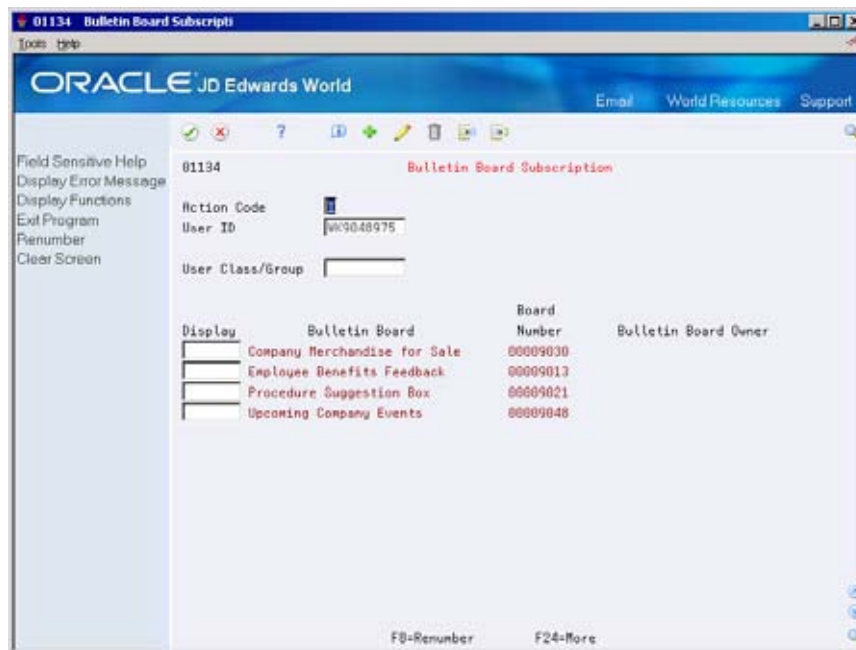 01134 Bulletin Board Subscripti
Tools Help
ORACLE JD Edwards World
Email World Resources Support
Field Sensitive Help
Display Error Message
Display Functions
Exit Program
Renumber
Clear Screen
01134 Bulletin Board Subscription
Action Code I
User ID WK9048975
User Class/Group
Board
Display Bulletin Board Number Bulletin Board Owner
Company Merchandise for Sale 00009030
Employee Benefits Feedback 00009013
Procedure Suggestion Box 00009021
Upcoming Company Events 00009048
F8=Renumber F24=More